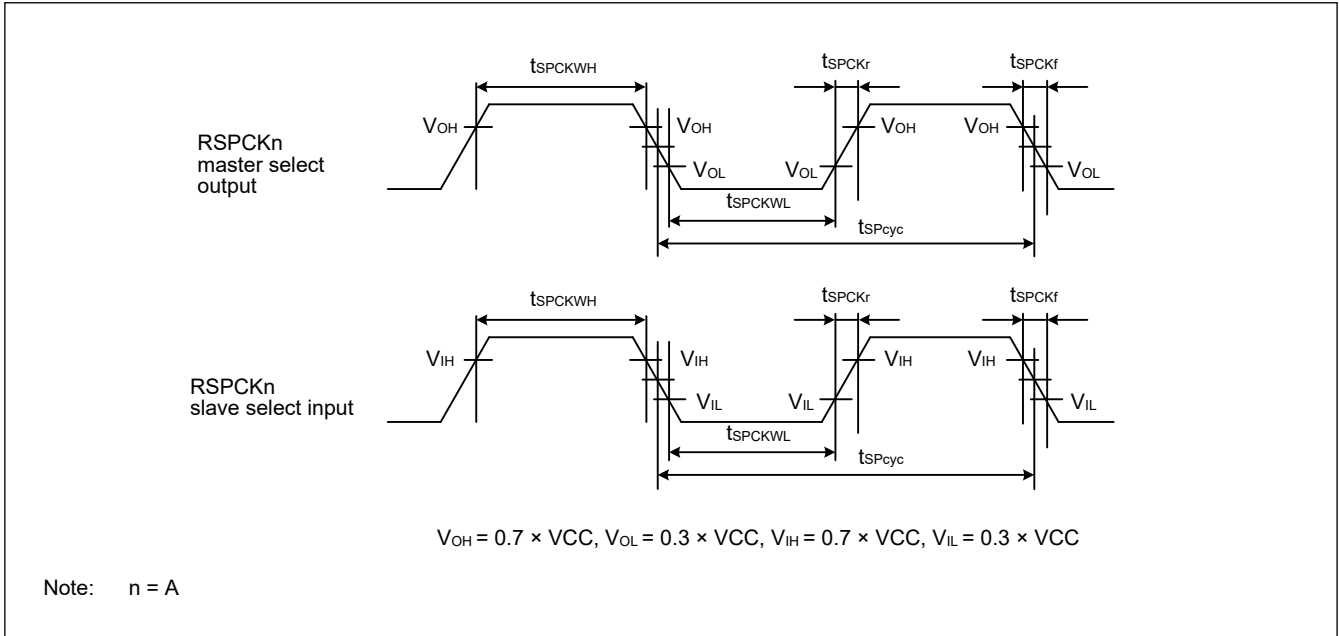 tSPCKWH
tSPCKr
tSPCKf
VOH
VOH
VOH
VOH
RSPCKn
master select
output
VOL
VOL
VOL
tSPCKWL
tSPcyc
tSPCKWH
tSPCKr
tSPCKf
VIH
VIH
VIH
VIH
RSPCKn
slave select input
VIL
VIL
VIL
tSPCKWL
tSPcyc
VOH = 0.7 × VCC, VOL = 0.3 × VCC, VIH = 0.7 × VCC, VIL = 0.3 × VCC
Note: n = A